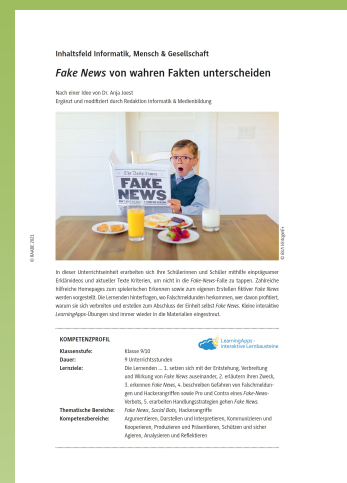 Inhaltsfeld Informatik, Mensch & Gesellschaft
Fake News von wahren Fakten unterscheiden
Nach einer Idee von Dr. Anja Joest
Ergänzt und modifiziert durch Redaktion Informatik & Medienbildung
The Daily Times
FAKE
NEWS
© RAABE 2021
In dieser Unterrichtseinheit erarbeiten sich Ihre Schülerinnen und Schüler mithilfe einprägsamer
Erklärvideos und aktueller Texte Kriterien, um nicht in die Fake-News-Falle zu tappen. Zahlreiche
hilfreiche Homepages zum spielerischen Erkennen sowie zum eigenen Erstellen fiktiver Fake News
werden vorgestellt. Die Lernenden hinterfragen, wo Falschmeldungen herkommen, wer davon profitiert,
warum sie sich verbreiten und erstellen zum Abschluss der Einheit selbst Fake News. Kleine interaktive
LearningApps-Übungen sind immer wieder in die Materialien eingestreut.
KOMPETENZPROFIL
LearningApps -
interaktive Lernbausteine
Klassenstufe: Klasse 9/10
Dauer: 9 Unterrichtsstunden
Lernziele: Die Lernenden ... 1. setzen sich mit der Entstehung, Verbreitung
und Wirkung von Fake News auseinander, 2. erläutern ihren Zweck,
3. erkennen Fake News, 4. beschreiben Gefahren von Falschmeldun-
gen und Hackerangriffen sowie Pro und Contra eines Fake-News-
Verbots, 5. erarbeiten Handlungsstrategien gehen Fake News.
Thematische Bereiche: Fake News, Social Bots, Hackerangriffe
Kompetenzbereiche: Argumentieren, Darstellen und Interpretieren, Kommunizieren und
Kooperieren, Produzieren und Präsentieren, Schützen und sicher
Agieren, Analysieren und Reflektieren